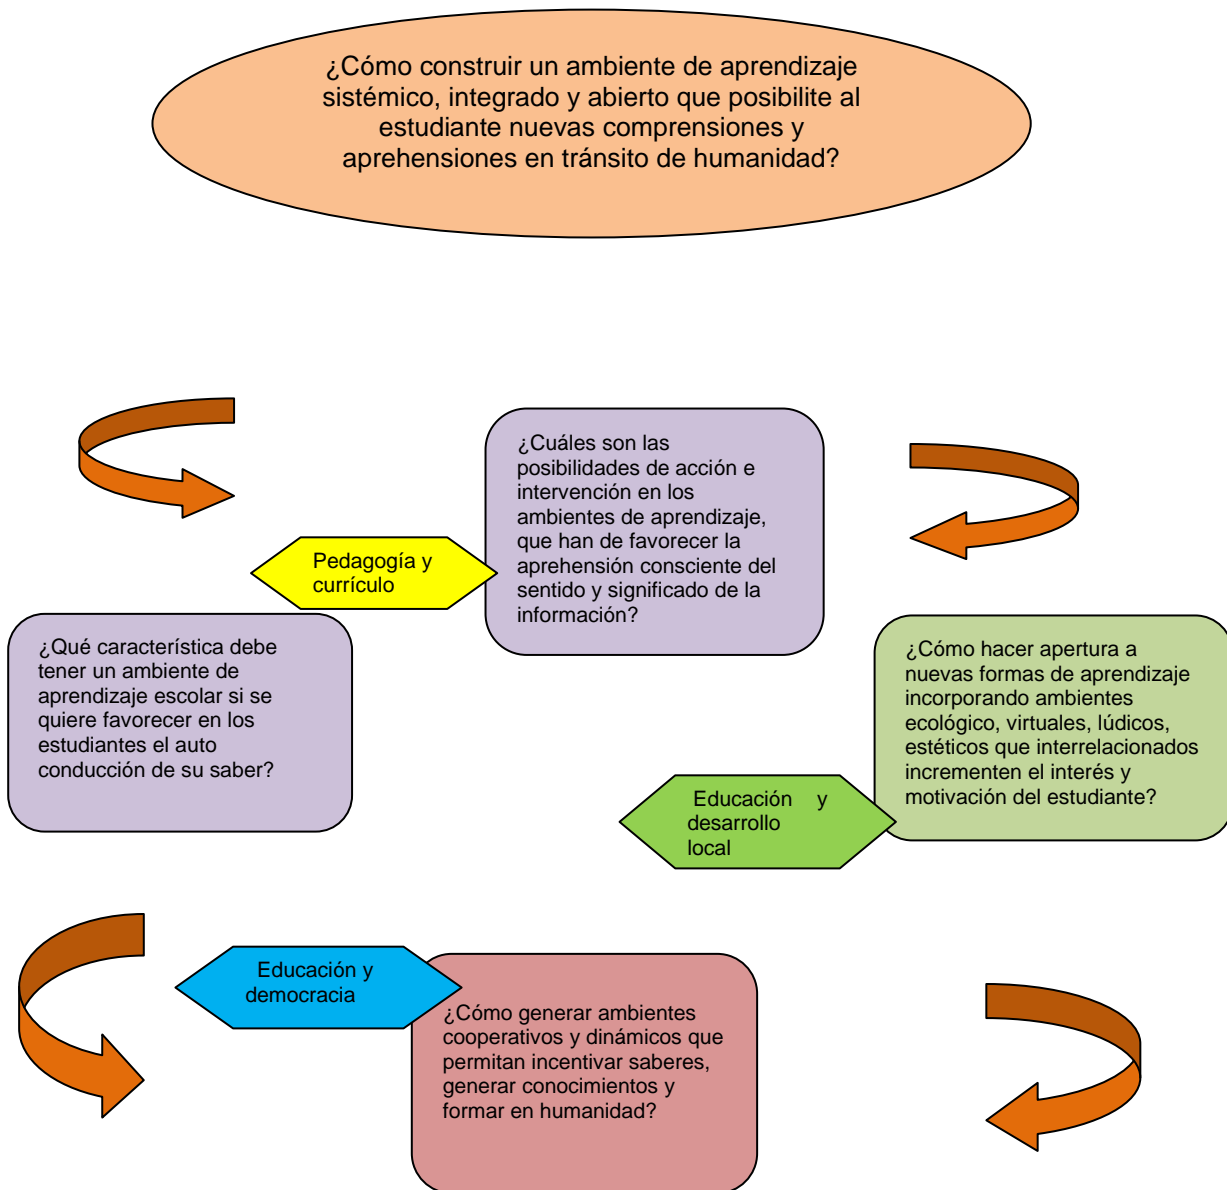 ¿Cómo construir un ambiente de aprendizaje
sistémico, integrado y abierto que posibilite al
estudiante nuevas comprensiones y
aprehensiones en tránsito de humanidad?
¿Cuáles son las
posibilidades de acción e
intervención en los
ambientes de aprendizaje,
que han de favorecer la
aprehensión consciente del
sentido y significado de la
información?
Pedagogía y
currículo
¿Qué característica debe
tener un ambiente de
aprendizaje escolar si se
quiere favorecer en los
estudiantes el auto
conducción de su saber?
¿Cómo hacer apertura a
nuevas formas de aprendizaje
incorporando ambientes
ecológico, virtuales, lúdicos,
estéticos que interrelacionados
incrementen el interés y
motivación del estudiante?
Educación y
desarrollo
local
Educación y
democracia
¿Cómo generar ambientes
cooperativos y dinámicos que
permitan incentivar saberes,
generar conocimientos y
formar en humanidad?